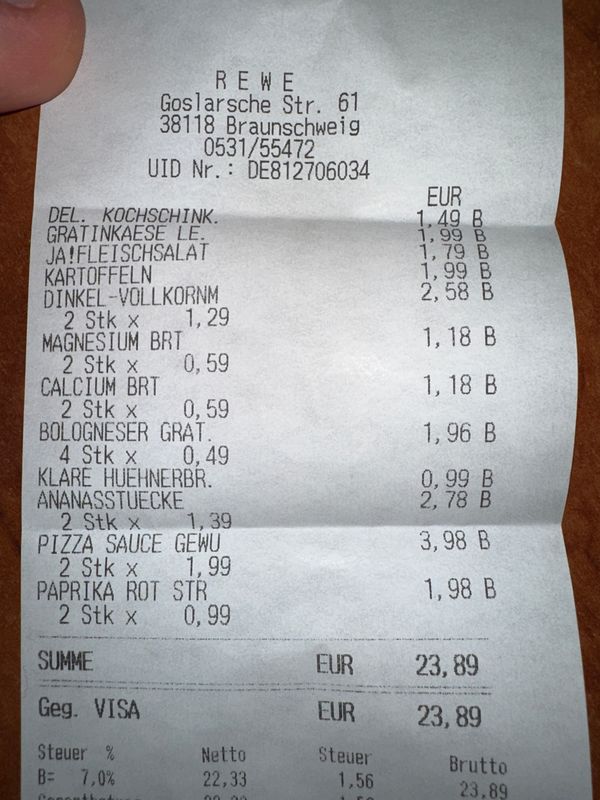 R E W E
Goslarsche Str. 61
38118 Braunschweig
0531/55472
UID Nr.: DE812706034
EUR
DEL. KOCHSCHINK. 1,49 B
GRATINKAESE LE. 1,99 B
JA!FLEISCHSALAT 1,79 B
KARTOFFELN 1,99 B
DINKEL-VOLLKORNM 2,58 B
2 Stk x 1,29
MAGNESIUM BRT 1,18 B
2 Stk x 0,59
CALCIUM BRT 1,18 B
2 Stk x 0,59
BOLOGNESER GRAT. 1,96 B
4 Stk x 0,49
KLARE HUEHNERBR. 0,99 B
ANANASSTUECKE 2,78 B
2 Stk x 1,39
PIZZA SAUCE GEWU 3,98 B
2 Stk x 1,99
PAPRIKA ROT STR 1,98 B
2 Stk x 0,99
SUMME EUR 23,89
Geg. VISA EUR 23,89
Steuer % Netto Steuer Brutto
B= 7,0% 22,33 1,56 23,89